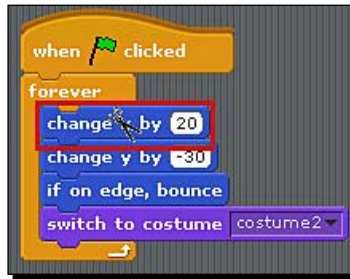 when clicked
forever
change by 20
change y by -30
if on edge, bounce
switch to costume costume2